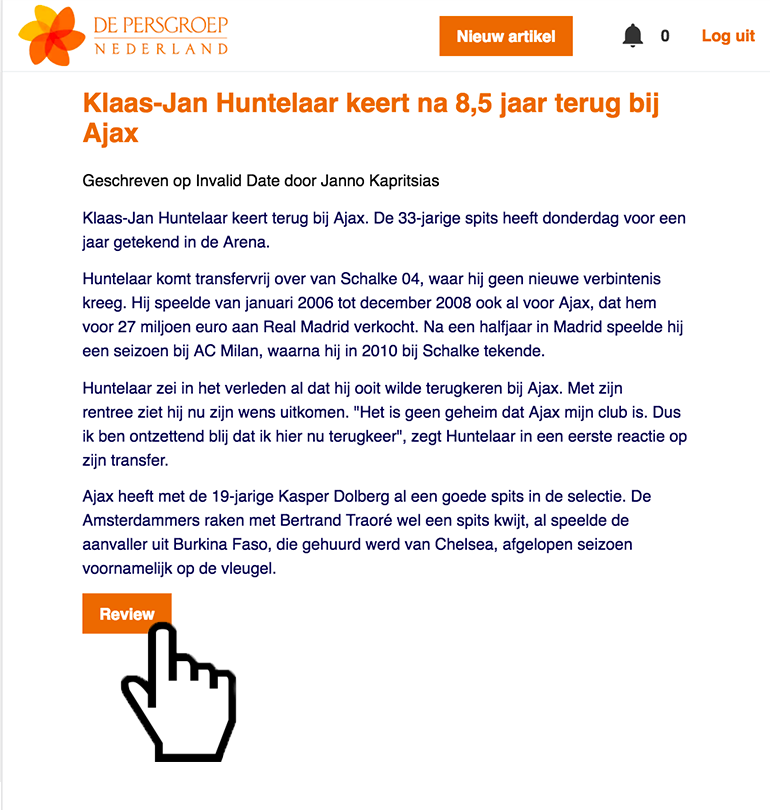 DE PERSGROEP
NEDERLAND
Nieuw artikel
0
Log uit
Klaas-Jan Huntelaar keert na 8,5 jaar terug bij
Ajax
Geschreven op Invalid Date door Janno Kapritsias
Klaas-Jan Huntelaar keert terug bij Ajax. De 33-jarige spits heeft donderdag voor een
jaar getekend in de Arena.
Huntelaar komt transfervrij over van Schalke 04, waar hij geen nieuwe verbintenis
kreeg. Hij speelde van januari 2006 tot december 2008 ook al voor Ajax, dat hem
voor 27 miljoen euro aan Real Madrid verkocht. Na een halfjaar in Madrid speelde hij
een seizoen bij AC Milan, waarna hij in 2010 bij Schalke tekende.
Huntelaar zei in het verleden al dat hij ooit wilde terugkeren bij Ajax. Met zijn
rentree ziet hij nu zijn wens uitkomen. "Het is geen geheim dat Ajax mijn club is. Dus
ik ben ontzettend blij dat ik hier nu terugkeer", zegt Huntelaar in een eerste reactie op
zijn transfer.
Ajax heeft met de 19-jarige Kasper Dolberg al een goede spits in de selectie. De
Amsterdammers raken met Bertrand Traoré wel een spits kwijt, al speelde de
aanvaller uit Burkina Faso, die gehuurd werd van Chelsea, afgelopen seizoen
voornamelijk op de vleugel.
Review